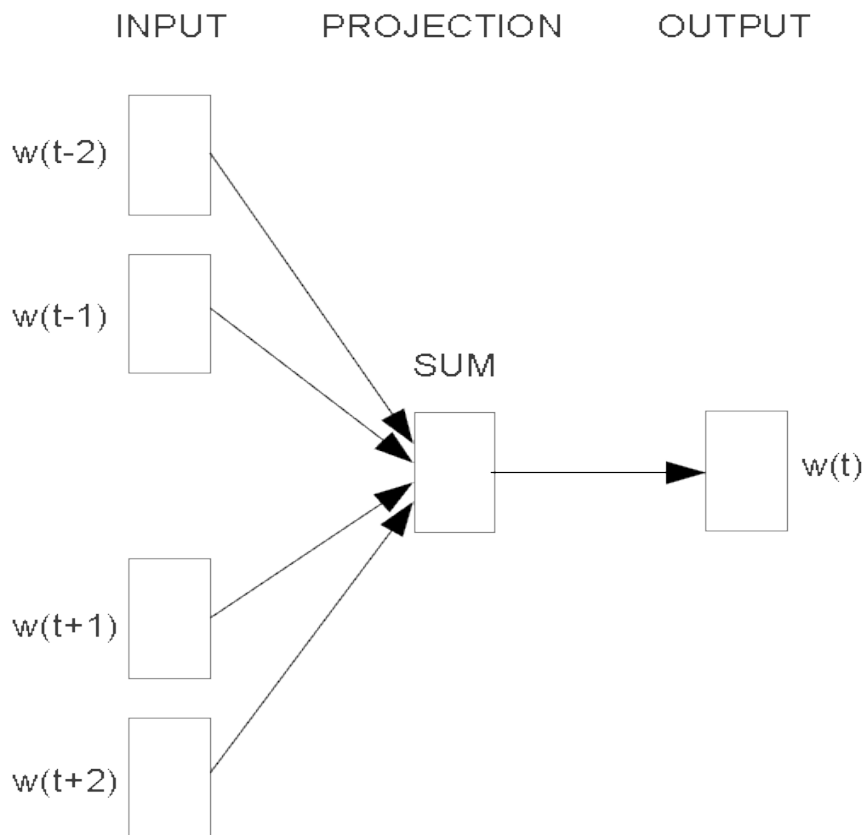 INPUT PROJECTION OUTPUT
w(t-2)
w(t-1)
SUM
w(t)
w(t+1)
w(t+2)